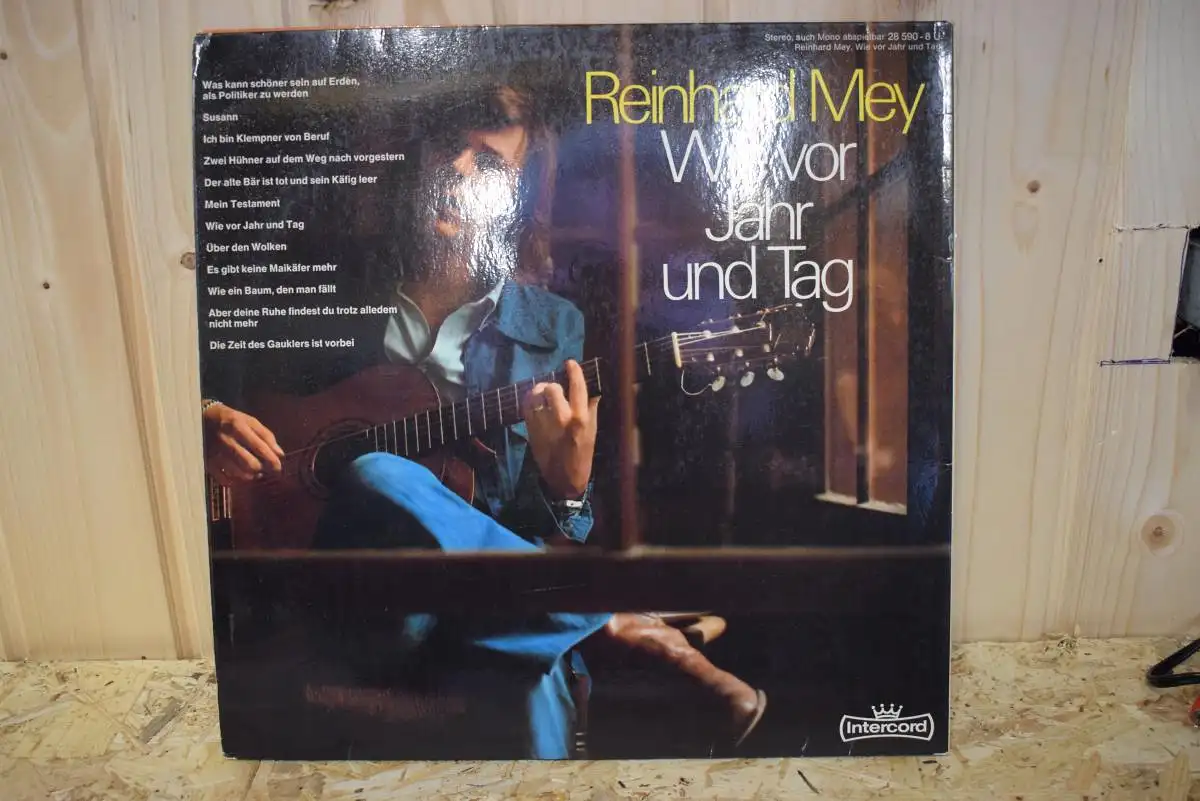 Stereo, auch Mono abspielbar 28 590-8 U
Reinhard Mey, Wie vor Jahr und Tag
Reinhard Mey
Wie vor
Jahr
und Tag
Was kann schöner sein auf Erden,
als Politiker zu werden
Susann
Ich bin Klempner von Beruf
Zwei Hühner auf dem Weg nach vorgestern
Der alte Bär ist tot und sein Käfig leer
Mein Testament
Wie vor Jahr und Tag
Über den Wolken
Es gibt keine Maikäfer mehr
Wie ein Baum, den man fällt
Aber deine Ruhe findest du trotz alledem
nicht mehr
Die Zeit des Gauklers ist vorbei
Intercord